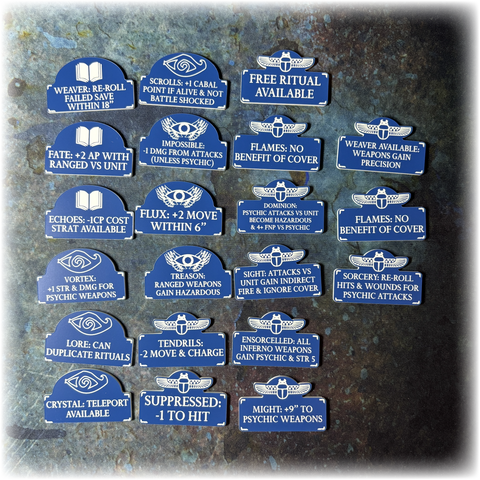 WEAVER: RE-ROLL
FAILED SAVE
WITHIN 18"
SCROLLS: +1 CABAL
POINT IF ALIVE & NOT
BATTLE SHOCKED
FREE RITUAL
AVAILABLE
FATE: +2 AP WITH
RANGED VS UNIT
IMPOSSIBLE:
-1 DMG FROM ATTACKS
(UNLESS PSYCHIC)
FLAMES: NO
BENEFIT OF COVER
WEAVER AVAILABLE:
WEAPONS GAIN
PRECISION
ECHOES: -1CP COST
STRAT AVAILABLE
FLUX: +2 MOVE
WITHIN 6"
DOMINION:
PSYCHIC ATTACKS VS UNIT
BECOME HAZARDOUS
& 4+ FNP VS PSYCHIC
FLAMES: NO
BENEFIT OF COVER
VORTEX:
+1 STR & DMG FOR
PSYCHIC WEAPONS
TREASON:
RANGED WEAPONS
GAIN HAZARDOUS
SIGHT: ATTACKS VS
UNIT GAIN INDIRECT
FIRE & IGNORE COVER
SORCERY: RE-ROLL
HITS & WOUNDS FOR
PSYCHIC ATTACKS
LORE: CAN
DUPLICATE RITUALS
TENDRILS:
-2 MOVE & CHARGE
ENSORCELLED: ALL
INFERNO WEAPONS
GAIN PSYCHIC & STR 5
CRYSTAL: TELEPORT
AVAILABLE
SUPPRESSED:
-1 TO HIT
MIGHT: +9" TO
PSYCHIC WEAPONS